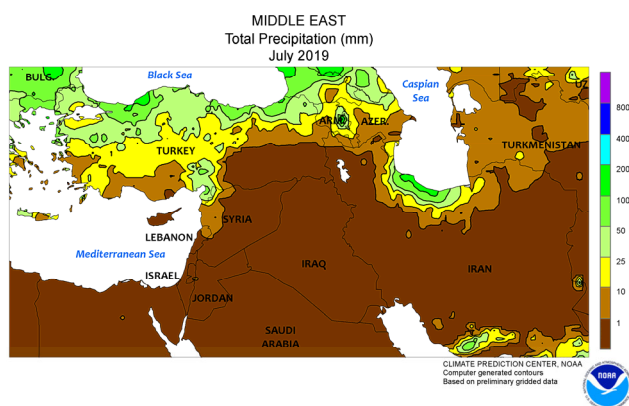 MIDDLE EAST
Total Precipitation (mm)
July 2019
BULG.
Black Sea
Caspian
Sea
UZ
ARM.
AZER.
TURKEY
TURKMENISTAN
SYRIA
LEBANON
Mediterranean Sea
ISRAEL
IRAQ
IRAN
JORDAN
SAUDI
ARABIA
800
400
200
100
50
25
10
1
CLIMATE PREDICTION CENTER, NOAA
Computer generated contours
Based on preliminary gridded data
NOAA